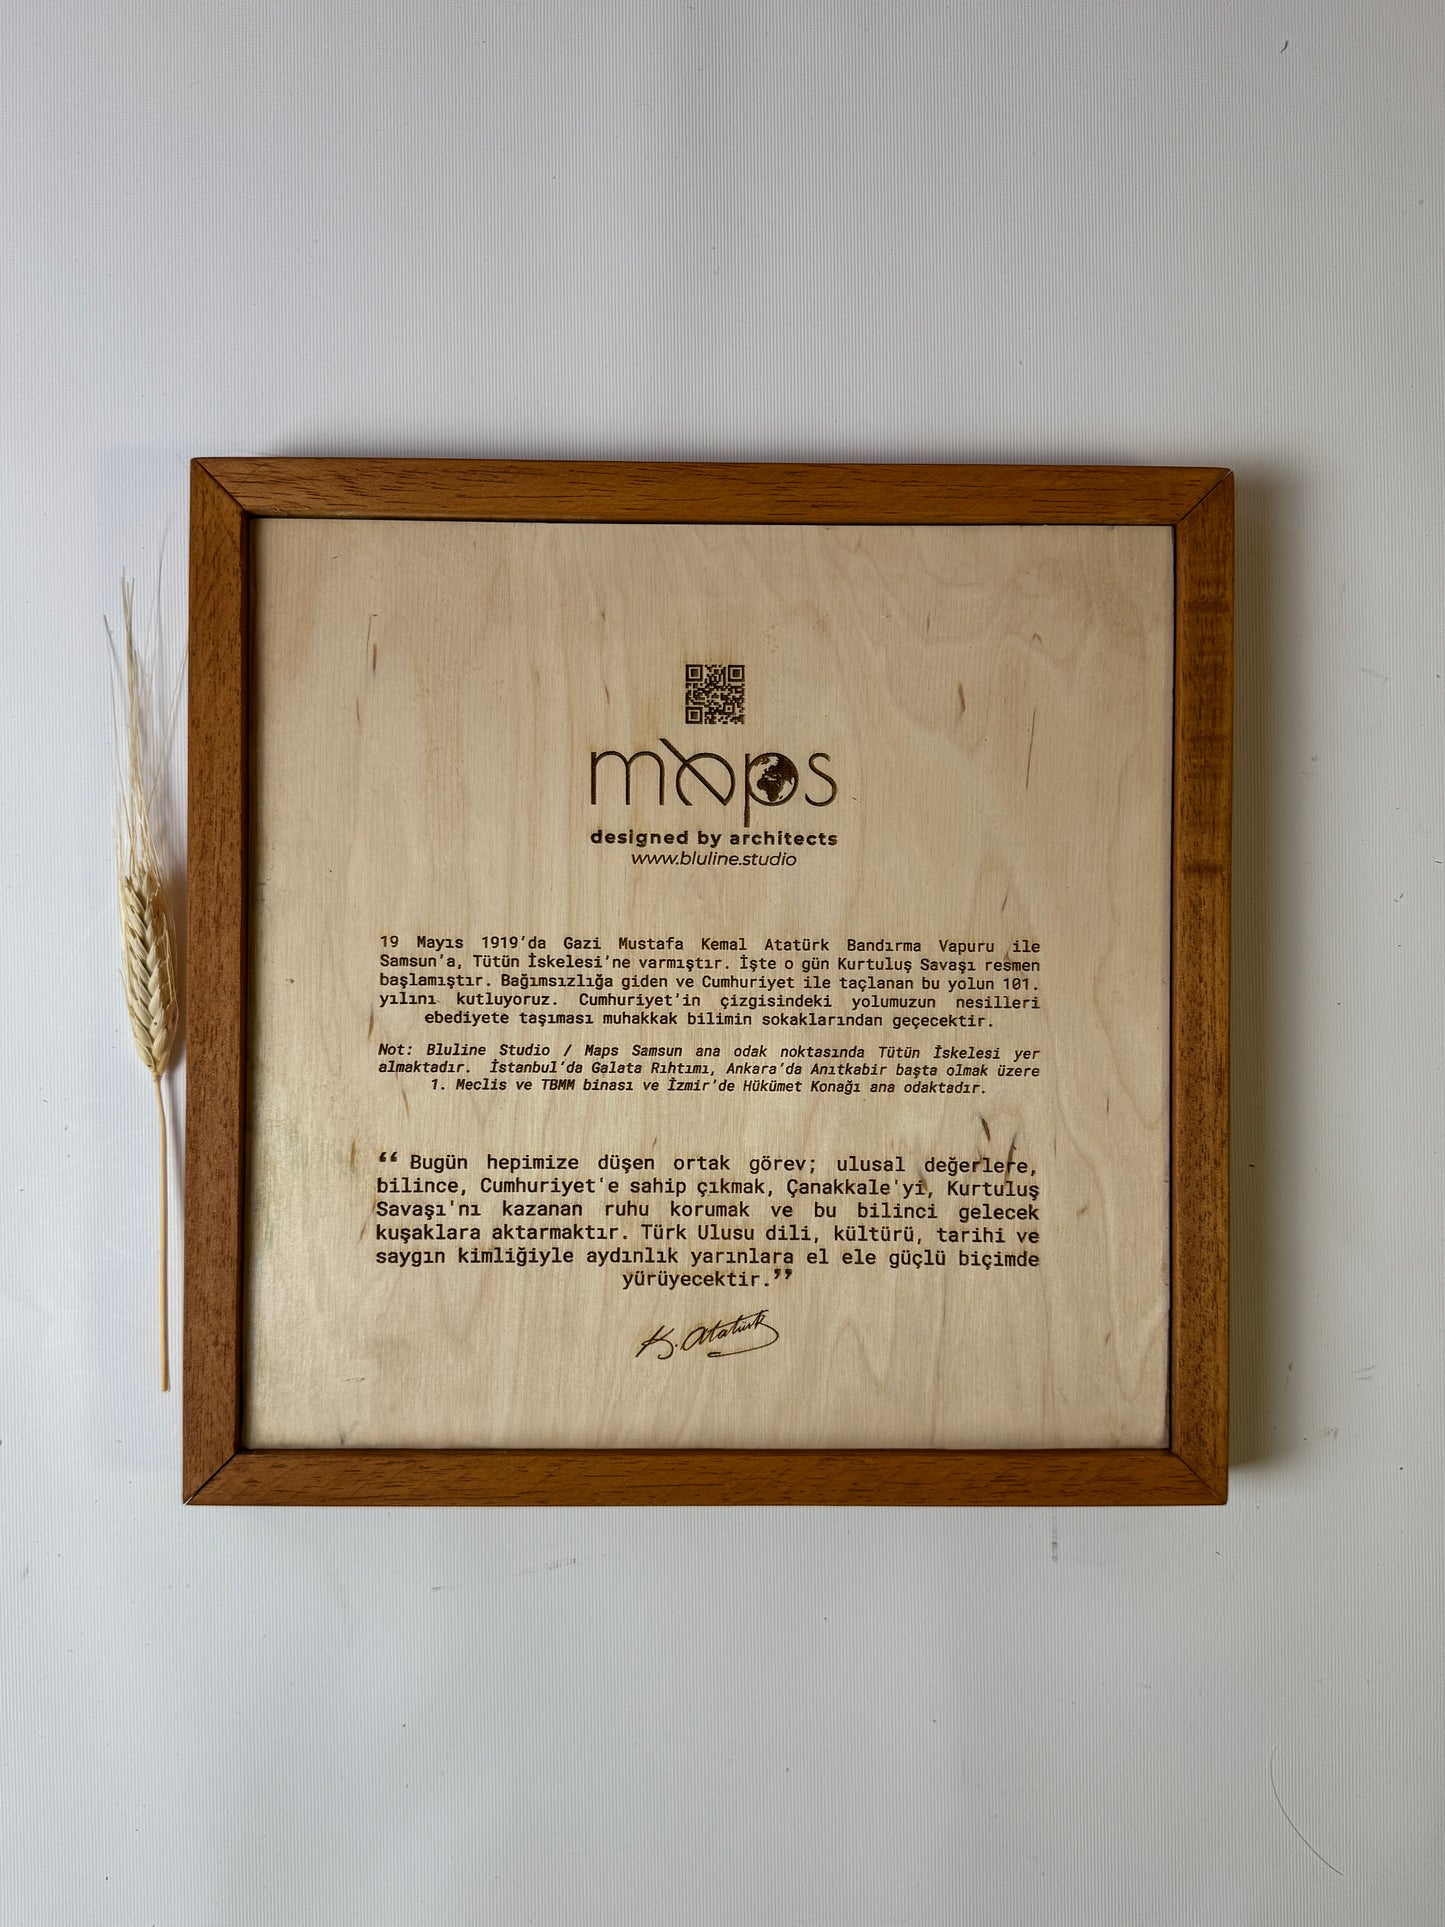 maps
designed by architects
www.bluline.studio
19 Mayıs 1919'da Gazi Mustafa Kemal Atatürk Bandırma Vapuru ile
Samsun'a, Tütün İskelesi'ne varmıştır. İşte o gün Kurtuluş Savaşı resmen
başlamıştır. Bağımsızlığa giden ve Cumhuriyet ile taçlanan bu yolun 101.
yılını kutluyoruz. Cumhuriyet'in çizgisindeki yolumuzun nesilleri
ebediyete taşıması muhakkak bilimin sokaklarından geçecektir.
Not: Bluline Studio / Maps Samsun ana odak noktasında Tütün İskelesi yer
almaktadır. İstanbul'da Galata Rıhtımı, Ankara'da Anıtkabir başta olmak üzere
1. Meclis ve TBMM binası ve İzmir'de Hükümet Konağı ana odaktadır.
“ Bugün hepimize düşen ortak görev; ulusal değerlere,
bilince, Cumhuriyet'e sahip çıkmak, Çanakkale'yi, Kurtuluş
Savaşı'nı kazanan ruhu korumak ve bu bilinci gelecek
kuşaklara aktarmaktır. Türk Ulusu dili, kültürü, tarihi ve
saygın kimliğiyle aydınlık yarınlara el ele güçlü biçimde
yürüyecektir.”
K. Atatürk